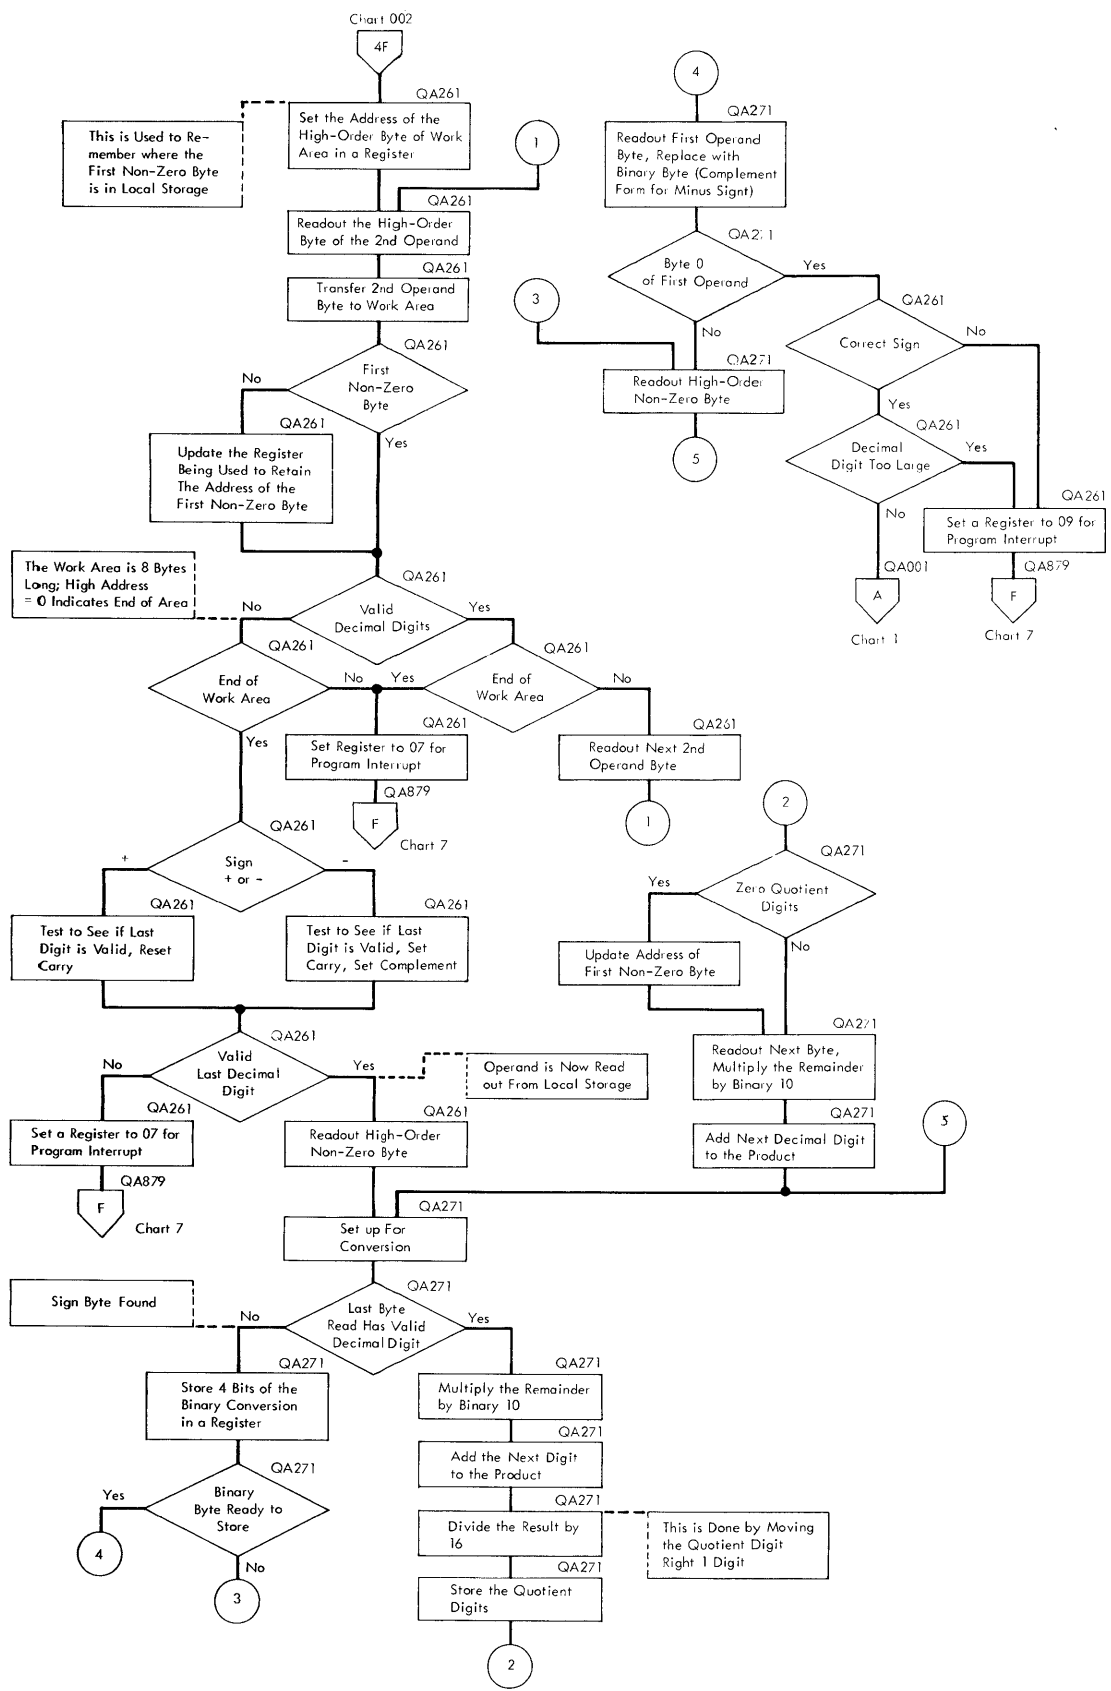 Chart 002
4F
QA261
Set the Address of the
High-Order Byte of Work
Area in a Register
This is Used to Re-
member where the
First Non-Zero Byte
is in Local Storage
1
QA261
Readout the High-Order
Byte of the 2nd Operand
QA261
Transfer 2nd Operand
Byte to Work Area
QA261
First
Non-Zero
Byte
No
Yes
QA261
Update the Register
Being Used to Retain
The Address of the
First Non-Zero Byte
The Work Area is 8 Bytes
Long; High Address
= 0 Indicates End of Area
QA261
Valid
Decimal Digits
No
Yes
QA261
End of
Work Area
No
Yes
QA261
End of
Work Area
Yes
No
QA261
Set Register to 07 for
Program Interrupt
QA879
F
Chart 7
QA261
Readout Next 2nd
Operand Byte
1
QA261
Sign
+ or -
+
-
QA261
Test to See if Last
Digit is Valid, Reset
Carry
QA261
Test to See if Last
Digit is Valid, Set
Carry, Set Complement
QA261
Valid
Last Decimal
Digit
No
Yes
Operand is Now Read
out From Local Storage
QA261
Set a Register to 07 for
Program Interrupt
QA879
F
Chart 7
QA261
Readout High-Order
Non-Zero Byte
QA271
Set up For
Conversion
Sign Byte Found
QA271
Last Byte
Read Has Valid
Decimal Digit
No
Yes
QA271
Store 4 Bits of the
Binary Conversion
in a Register
QA271
Binary
Byte Ready to
Store
Yes
4
No
3
QA271
Multiply the Remainder
by Binary 10
Add the Next Digit
to the Product
QA271
Divide the Result by
16
This is Done by Moving
the Quotient Digit
Right 1 Digit
QA271
Store the Quotient
Digits
2
4
QA271
Readout First Operand
Byte, Replace with
Binary Byte (Complement
Form for Minus Signt)
QA271
Byte 0
of First Operand
Yes
No
3
QA271
Readout High-Order
Non-Zero Byte
5
QA261
Correct Sign
No
Yes
QA261
Decimal
Digit Too Large
Yes
No
QA261
Set a Register to 09 for
Program Interrupt
QA001
A
Chart 1
QA879
F
Chart 7
2
QA271
Zero Quotient
Digits
Yes
No
Update Address of
First Non-Zero Byte
QA271
Readout Next Byte,
Multiply the Remainder
by Binary 10
QA271
Add Next Decimal Digit
to the Product
5